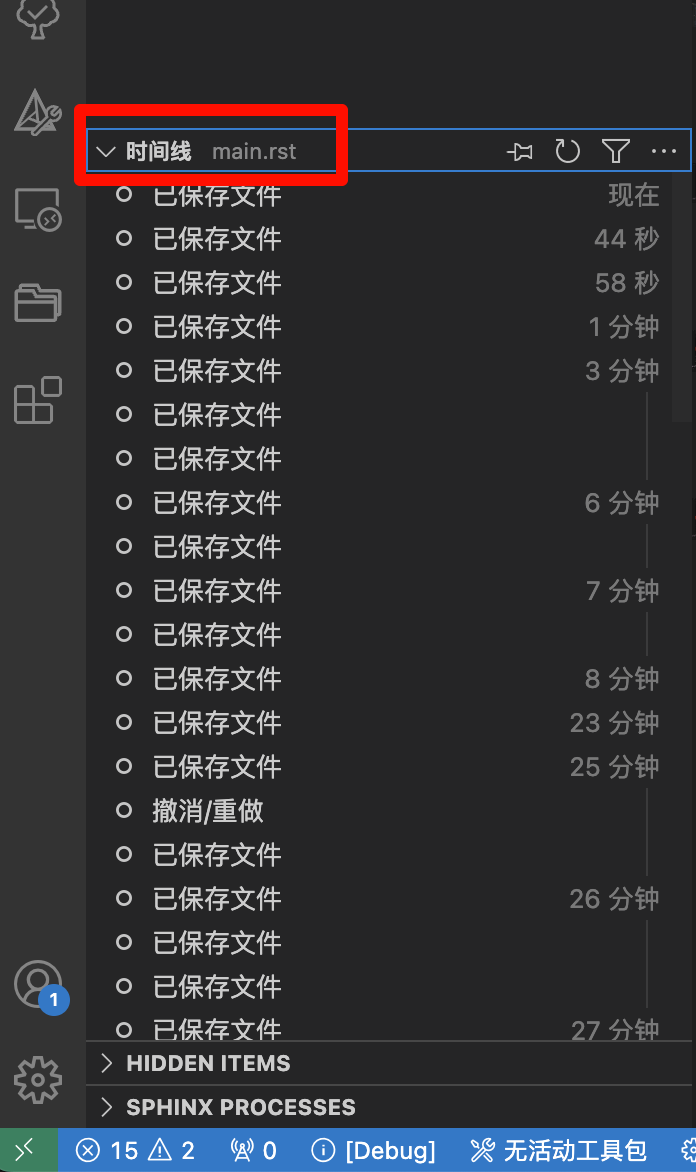 时间线 main.rst
已保存文件 现在
已保存文件 44 秒
已保存文件 58 秒
已保存文件 1 分钟
已保存文件 3 分钟
已保存文件
已保存文件
已保存文件 6 分钟
已保存文件
已保存文件 7 分钟
已保存文件
已保存文件 8 分钟
已保存文件 23 分钟
已保存文件 25 分钟
撤消/重做
已保存文件
已保存文件 26 分钟
已保存文件
已保存文件
已保存文件 27 分钟
1
HIDDEN ITEMS
SPHINX PROCESSES
15 2 0 [Debug] 无活动工具包